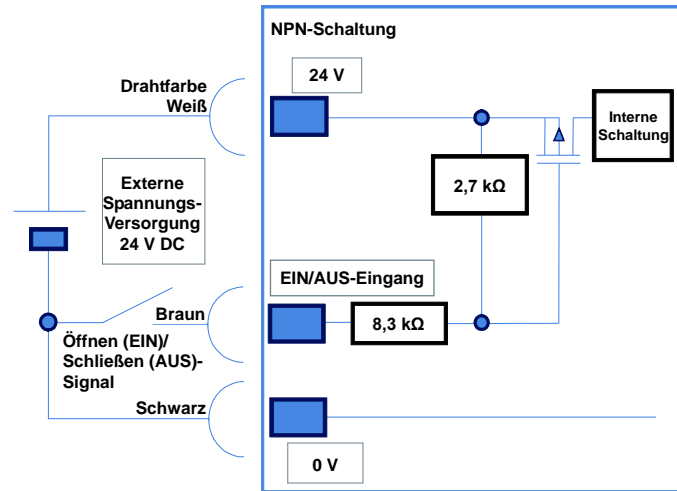 NPN-Schaltung
24 V
Drahtfarbe
Weiß
Interne
Schaltung
Externe
Spannungs-
Versorgung
24 V DC
2,7 kΩ
EIN/AUS-Eingang
Braun
8,3 kΩ
Öffnen (EIN)/
Schließen (AUS)-
Signal
Schwarz
0 V